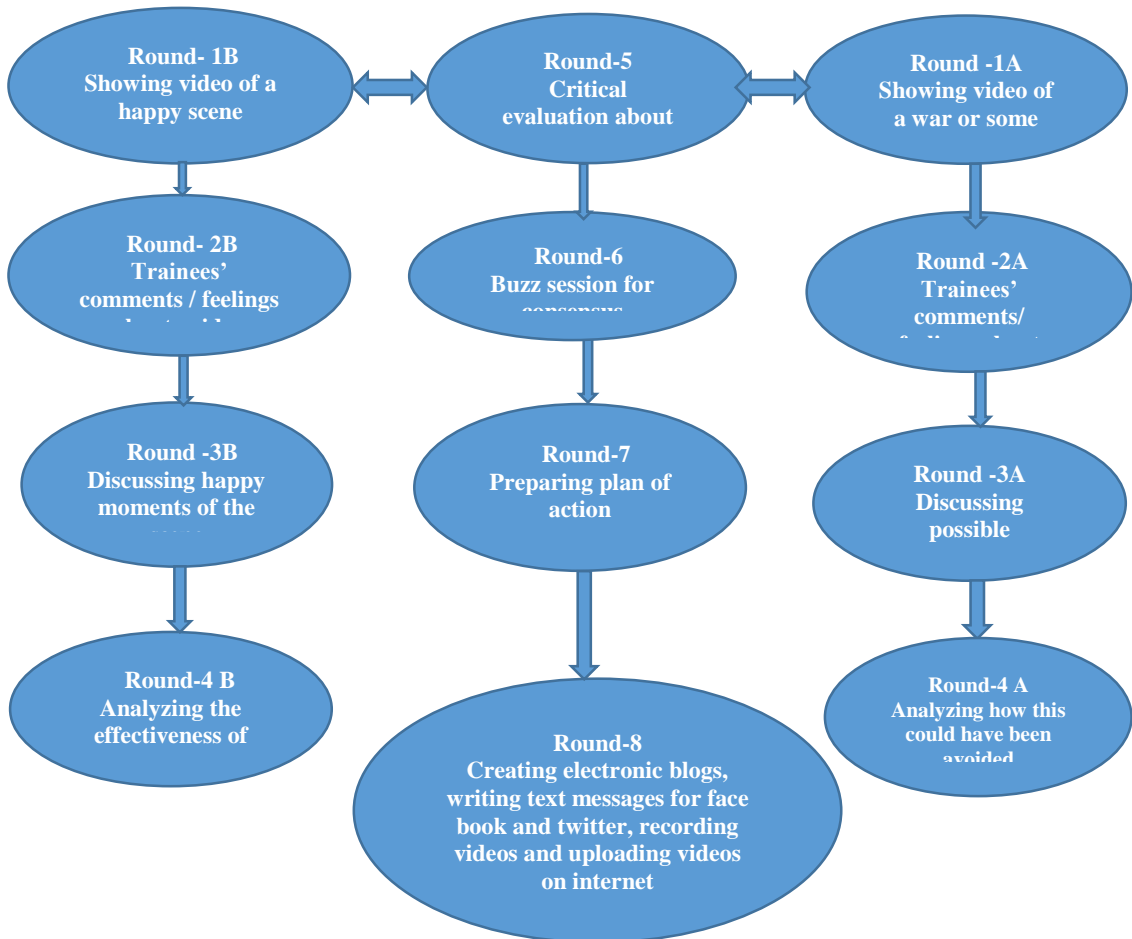 Round- 1B
Showing video of a
happy scene
Round-5
Critical
evaluation about
Round -1A
Showing video of
a war or some
Round- 2B
Trainees’
comments / feelings
Round-6
Buzz session for
consensus
Round -2A
Trainees’
comments/
Round -3B
Discussing happy
moments of the
Round-7
Preparing plan of
action
Round -3A
Discussing
possible
Round-4 B
Analyzing the
effectiveness of
Round-8
Creating electronic blogs,
writing text messages for face
book and twitter, recording
videos and uploading videos
on internet
Round-4 A
Analyzing how this
could have been
avoided